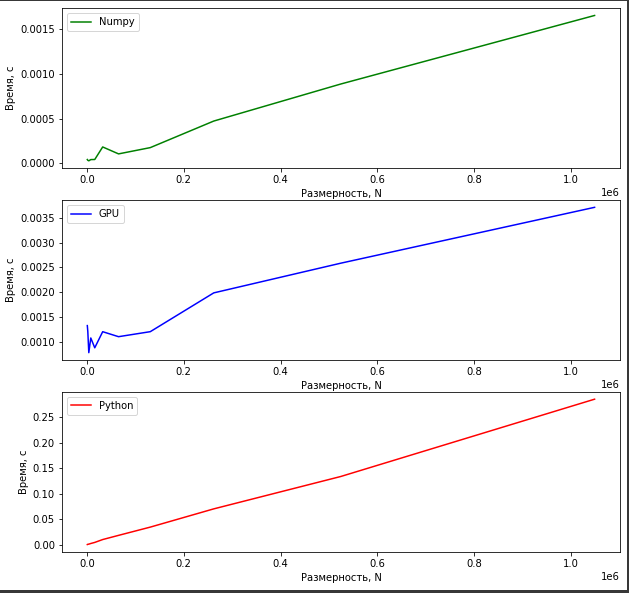 Numpy
0.0015
0.0010
0.0005
0.0000
Время, с
0.0 0.2 0.4 0.6 0.8 1.0
1e6
Размерность, N
GPU
0.0035
0.0030
0.0025
0.0020
0.0015
0.0010
Время, с
0.0 0.2 0.4 0.6 0.8 1.0
1e6
Размерность, N
Python
0.25
0.20
0.15
0.10
0.05
0.00
Время, с
0.0 0.2 0.4 0.6 0.8 1.0
1e6
Размерность, N